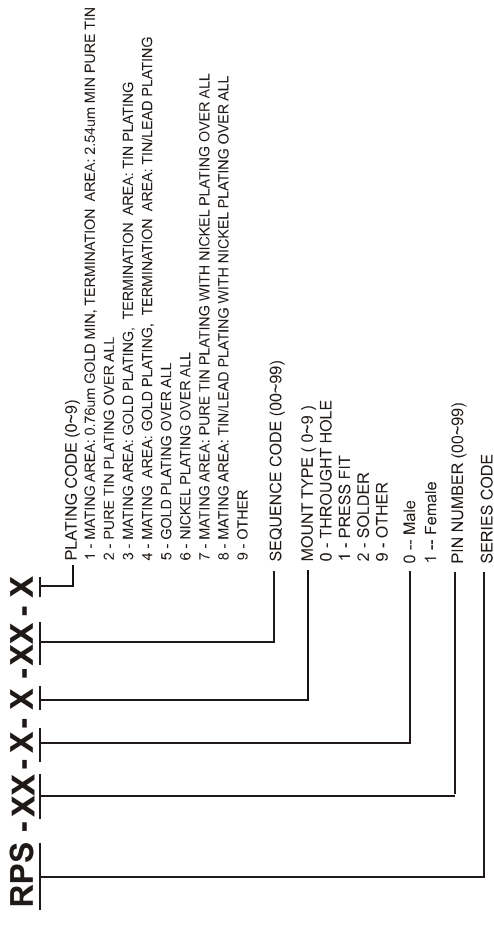 RPS - XX - X - X - XX - X
PLATING CODE (0~9)
1 - MATING AREA: 0.76um GOLD MIN, TERMINATION AREA: 2.54um MIN PURE TIN
2 - PURE TIN PLATING OVER ALL
3 - MATING AREA: GOLD PLATING, TERMINATION AREA: TIN PLATING
4 - MATING AREA: GOLD PLATING, TERMINATION AREA: TIN/LEAD PLATING
5 - GOLD PLATING OVER ALL
6 - NICKEL PLATING OVER ALL
7 - MATING AREA: PURE TIN PLATING WITH NICKEL PLATING OVER ALL
8 - MATING AREA: TIN/LEAD PLATING WITH NICKEL PLATING OVER ALL
9 - OTHER
SEQUENCE CODE (00~99)
MOUNT TYPE ( 0~9 )
0 - THROUGHT HOLE
1 - PRESS FIT
2 - SOLDER
9 - OTHER
0 -- Male
1 -- Female
PIN NUMBER (00~99)
SERIES CODE